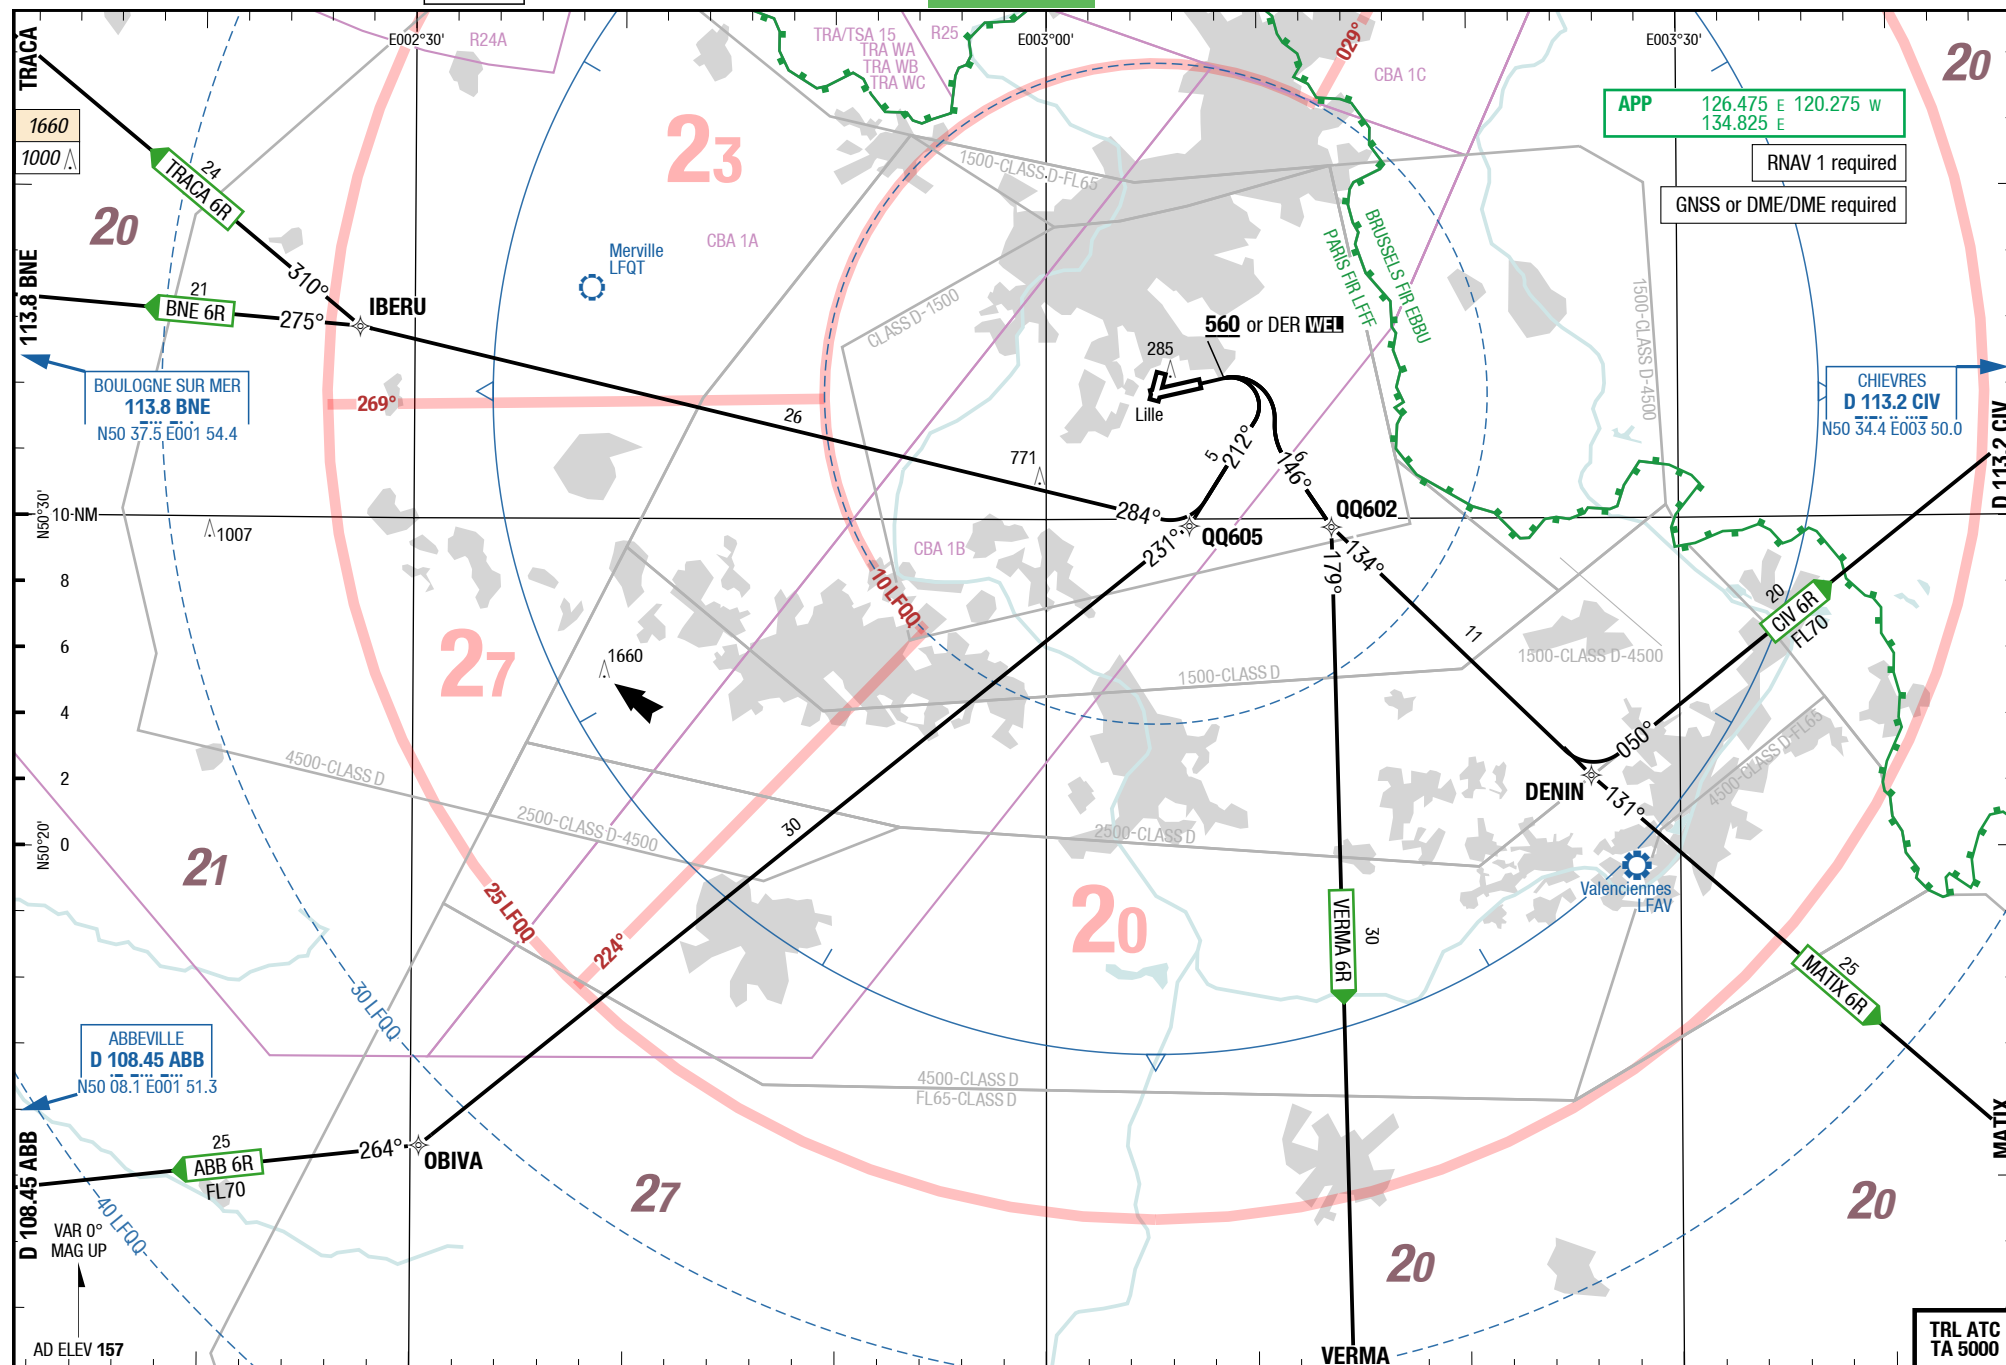 TRACA
E002°30'
R24A
TRA/TSA 15
TRA WA
TRA WB
TRA WC
R25
E003°00'
029°
CBA 1C
E003°30'
20
1660
1000
APP 126.475 E 120.275 W
134.825 E
RNAV 1 required
GNSS or DME/DME required
24
TRACA 6R
310°
20
23
1500-CLASS D-FL65
CBA 1A
Merville
LFQT
BRUSSELS FIR EBBU
PARIS FIR LFFF
1500-CLASS D-4500
113.8 BNE
21
BNE 6R
275°
IBERU
CLASS D-1500
560 or DER WEL
285
Lille
BOULOGNE SUR MER
113.8 BNE
N50 37.5 E001 54.4
269°
26
CHIEVRES
D 113.2 CIV
N50 34.4 E003 50.0
D 113.2 CIV
771
5
212°
6
146°
N50°30'
10-NM
1007
284°
231°
QQ605
QQ602
134°
179°
CBA 1B
10 LFQQ
8
6
4
2
0
N50°20'
27
1660
11
20
CIV 6R
FL70
1500-CLASS D-4500
1500-CLASS D
4500-CLASS D
2500-CLASS D-4500
30
2500-CLASS D
050°
DENIN
131°
4500-CLASS D-FL65
Valenciennes
LFAV
21
25 LFQQ
224°
20
VERMA 6R
30
25
MATIX 6R
30 LFQQ
ABBEVILLE
D 108.45 ABB
N50 08.1 E001 51.3
4500-CLASS D
FL65-CLASS D
D 108.45 ABB
25
ABB 6R
FL70
264°
OBIVA
MATIX
27
20
20
40 LFQQ
VAR 0°
MAG UP
AD ELEV 157
VERMA
TRL ATC
TA 5000